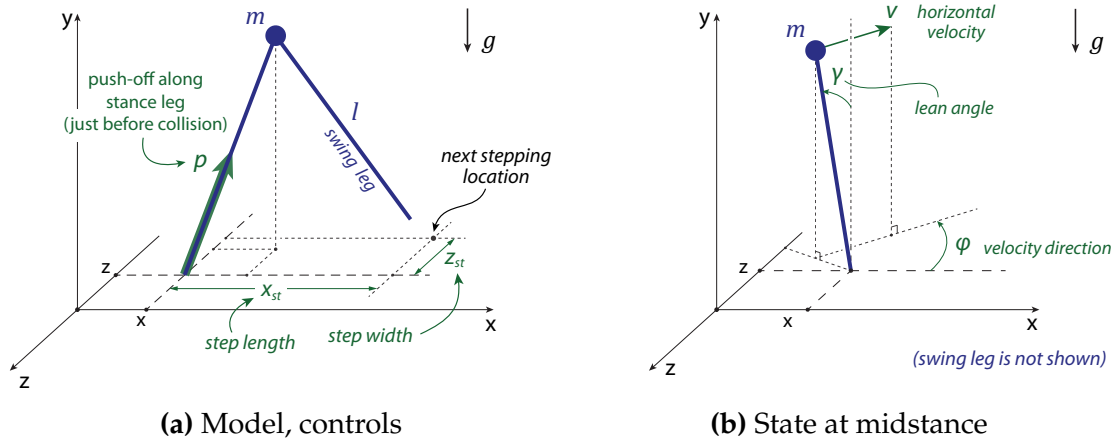 y
m
g
push-off along
stance leg
(just before collision)
p
l
swing leg
next stepping
location
z
z_st
x_st
x
x
step length
step width
z
(a) Model, controls
y
m
v
horizontal
velocity
g
γ
lean angle
φ
velocity direction
z
x
x
z
(swing leg is not shown)
(b) State at midstance